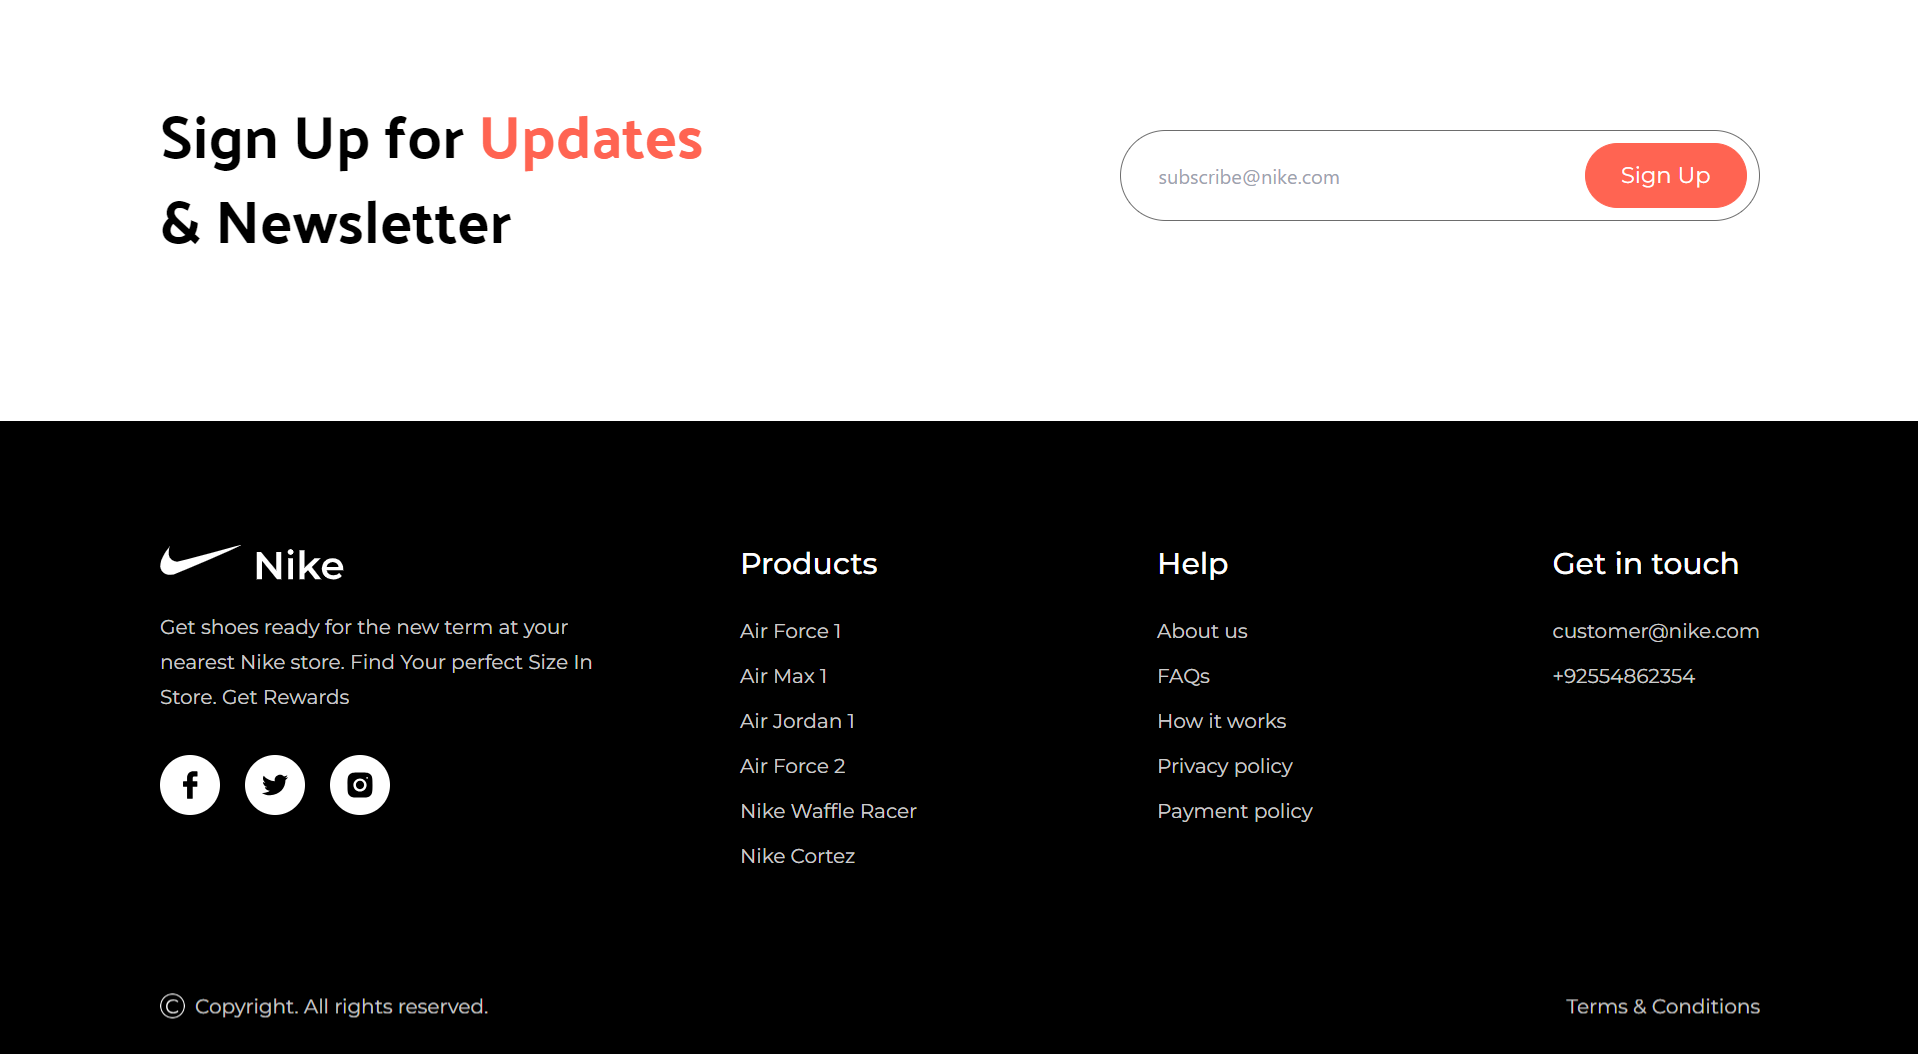 Sign Up for Updates
& Newsletter
subscribe@nike.com
Sign Up
Nike
Get shoes ready for the new term at your
nearest Nike store. Find Your perfect Size In
Store. Get Rewards
Products
Air Force 1
Air Max 1
Air Jordan 1
Air Force 2
Nike Waffle Racer
Nike Cortez
Help
About us
FAQs
How it works
Privacy policy
Payment policy
Get in touch
customer@nike.com
+92554862354
© Copyright. All rights reserved.
Terms & Conditions